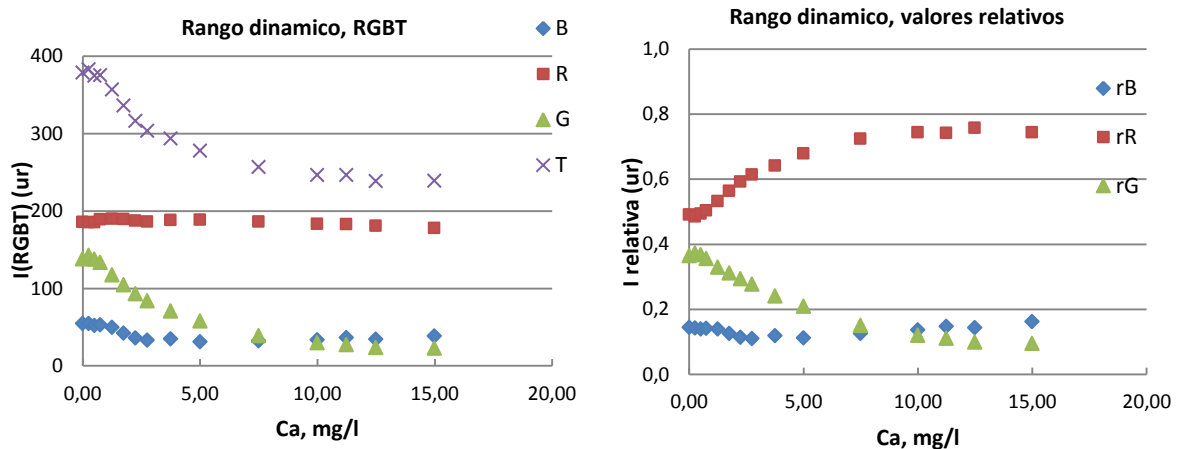 Rango dinamico, RGBT
I(RGBT) (ur)
400
300
200
100
0
0,00 5,00 10,00 15,00 20,00
Ca, mg/l
B
R
G
T
Rango dinamico, valores relativos
I relativa (ur)
1,0
0,8
0,6
0,4
0,2
0,0
0,00 5,00 10,00 15,00 20,00
Ca, mg/l
rB
rR
rG